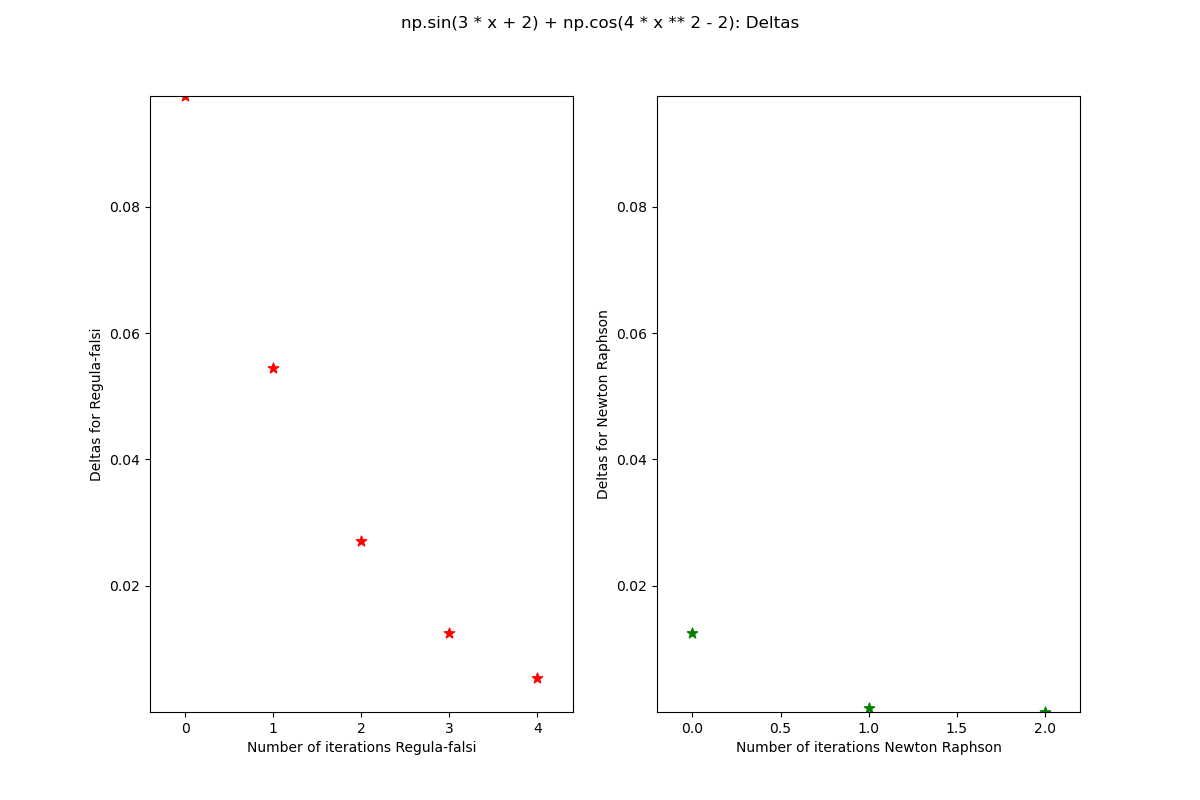 np.sin(3 * x + 2) + np.cos(4 * x ** 2 - 2): Deltas
Deltas for Regula-falsi
0.08
0.06
0.04
0.02
0 1 2 3 4
Number of iterations Regula-falsi
Deltas for Newton Raphson
0.08
0.06
0.04
0.02
0.0 0.5 1.0 1.5 2.0
Number of iterations Newton Raphson